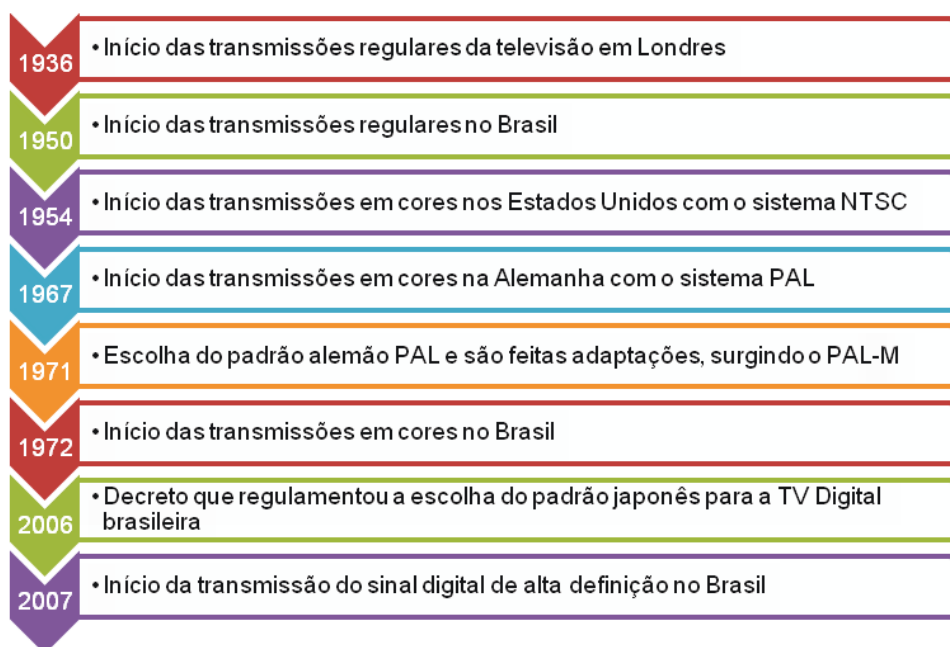 1936
• Início das transmissões regulares da televisão em Londres
1950
• Início das transmissões regulares no Brasil
1954
• Início das transmissões em cores nos Estados Unidos com o sistema NTSC
1967
• Início das transmissões em cores na Alemanha com o sistema PAL
1971
• Escolha do padrão alemão PAL e são feitas adaptações, surgindo o PAL-M
1972
• Início das transmissões em cores no Brasil
2006
• Decreto que regulamentou a escolha do padrão japonês para a TV Digital
brasileira
2007
• Início da transmissão do sinal digital de alta definição no Brasil